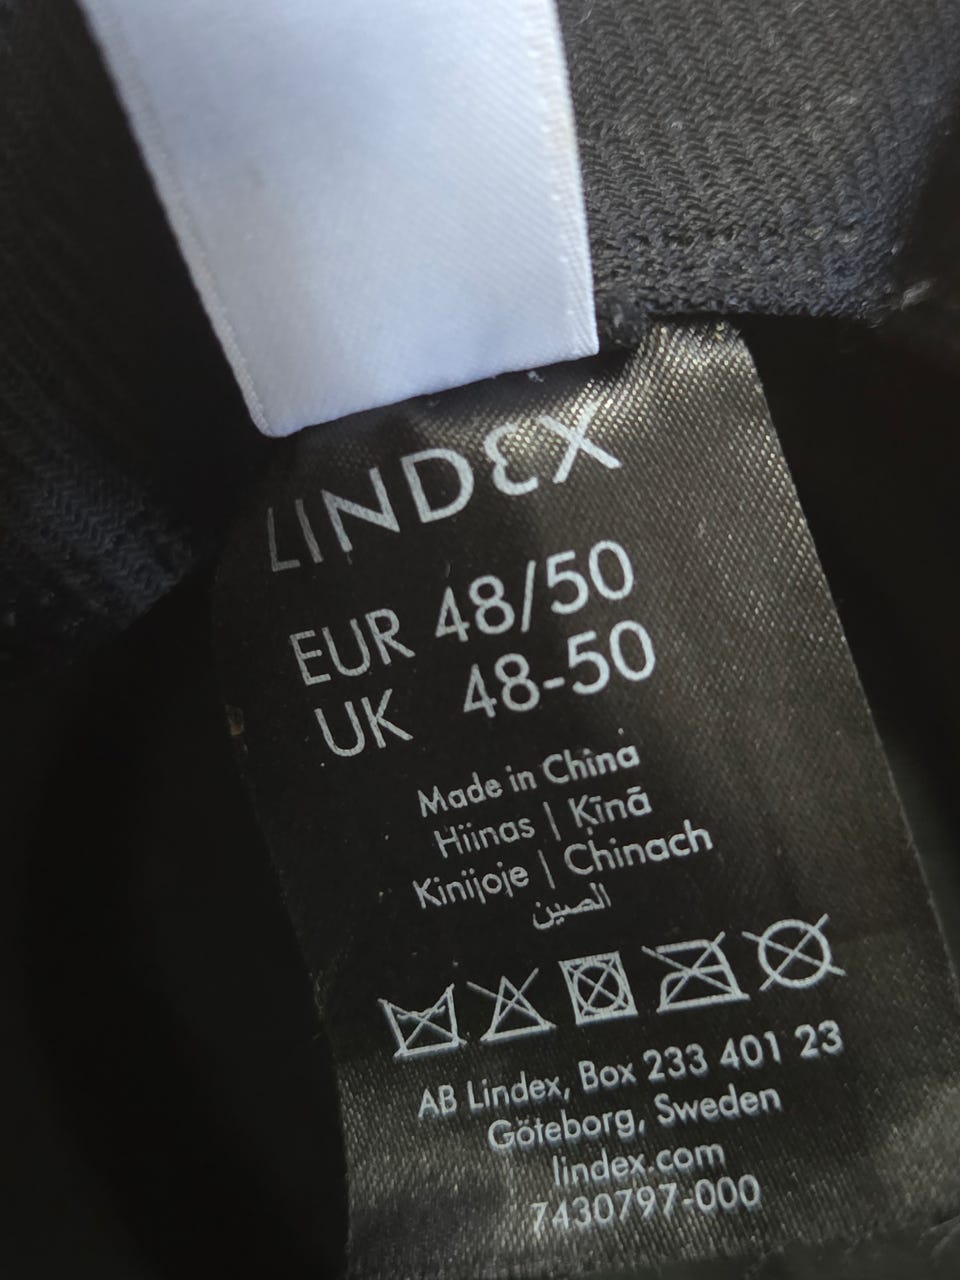 LINDEX
EUR 48/50
UK 48-50
Made in China
Hiinas | Ķīnā
Kinijoje | Chinach
الصين
AB Lindex, Box 233 401 23
Göteborg, Sweden
lindex.com
7430797-000